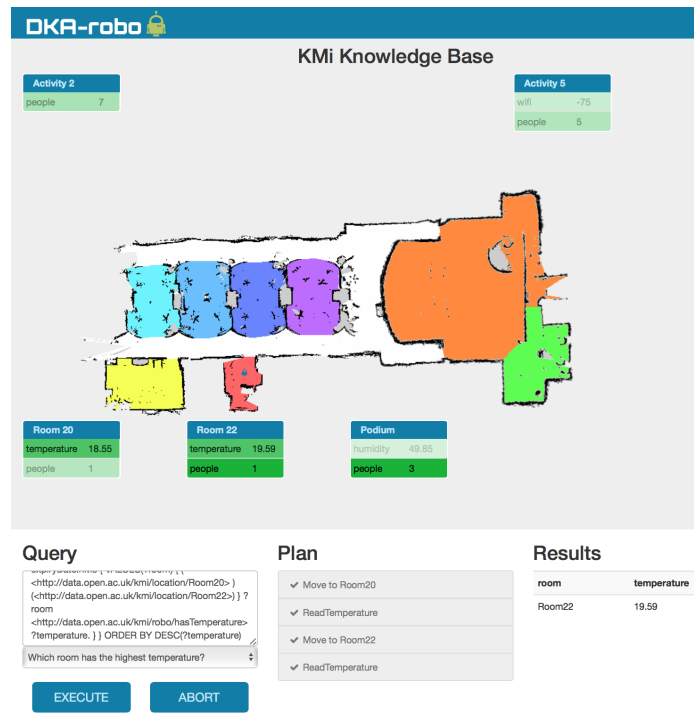 DKA-robo
KMi Knowledge Base
Activity 2
people 7
Activity 5
wifi -75
people 5
Room 20
temperature 18.55
people 1
Room 22
temperature 19.59
people 1
Podium
humidity 49.85
people 3
Query
<http://data.open.ac.uk/kmi/location/Room20> )
(<http://data.open.ac.uk/kmi/location/Room22>) } ?
room
<http://data.open.ac.uk/kmi/robo/hasTemperature>
?temperature. } } ORDER BY DESC(?temperature)
Which room has the highest temperature?
EXECUTE ABORT
Plan
Move to Room20
ReadTemperature
Move to Room22
ReadTemperature
Results
room temperature
Room22 19.59